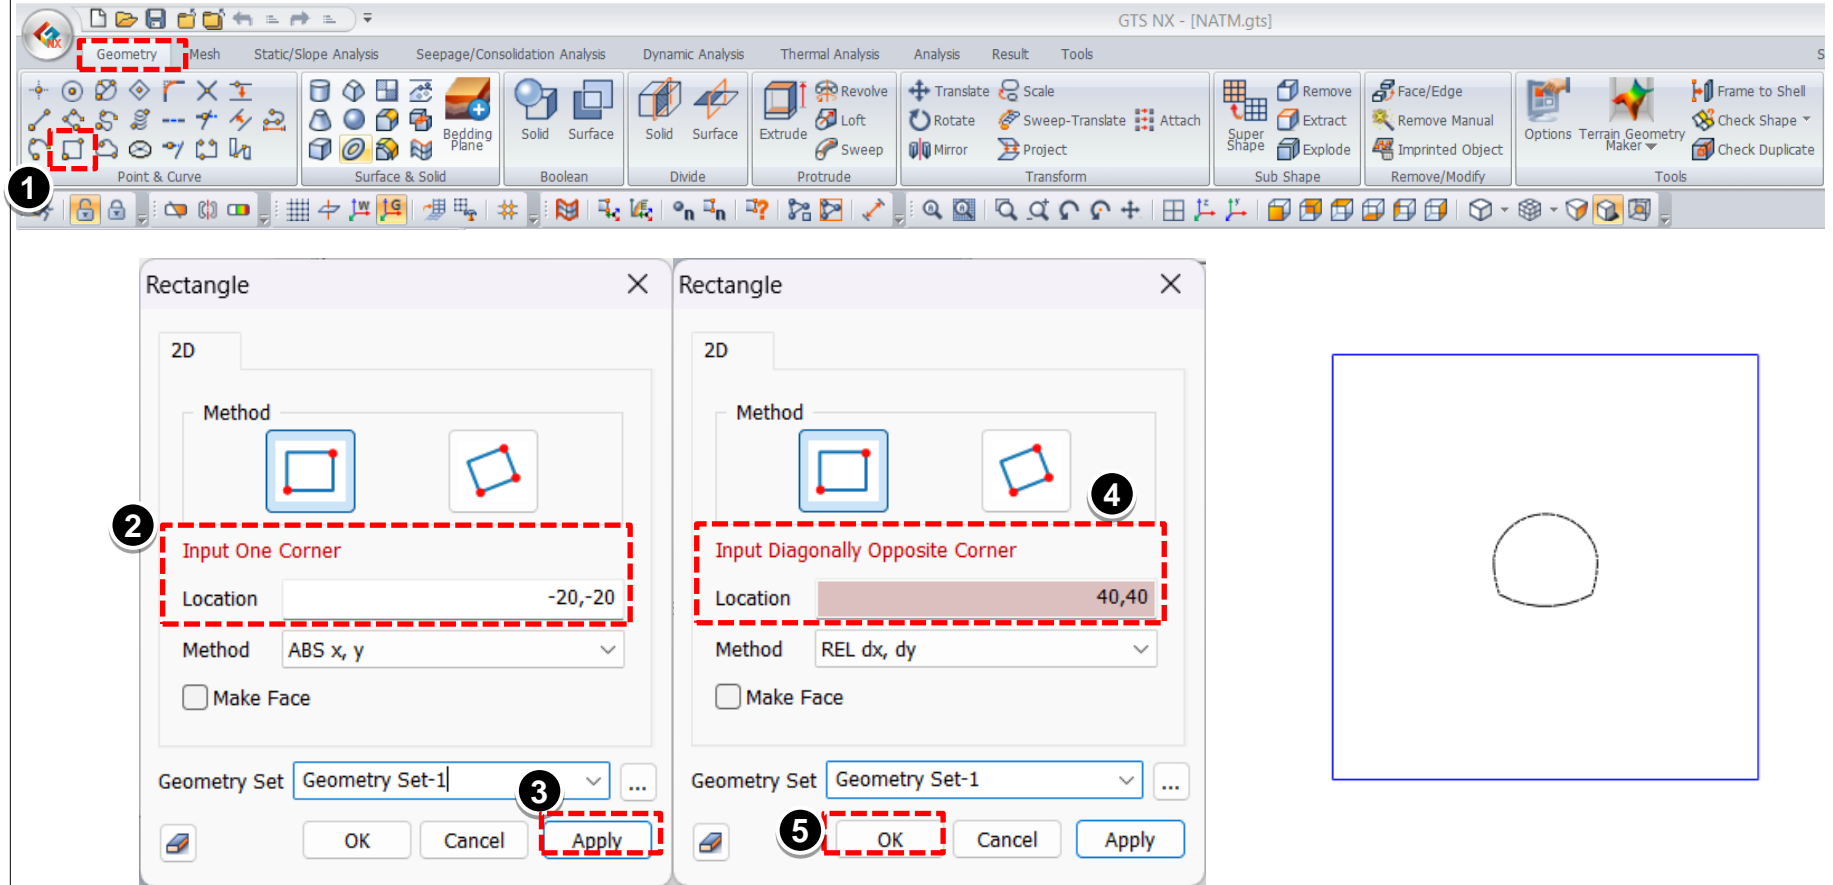 GTS NX - [NATM.gts]
NX
Geometry Mesh Static/Slope Analysis Seepage/Consolidation Analysis Dynamic Analysis Thermal Analysis Analysis Result Tools S
Revolve Translate Scale Remove Face/Edge Frame to Shell
Loft Rotate Sweep-Translate Attach Extract Remove Manual Check Shape
Bedding Plane Solid Surface Solid Surface Extrude Sweep Mirror Project Super Shape Explode Imprinted Object Options Terrain Geometry Maker Check Duplicate
Point & Curve Surface & Solid Boolean Divide Protrude Transform Sub Shape Remove/Modify Tools
1
W G n n
Rectangle
2D
Method
2
Input One Corner
Location -20,-20
Method ABS x, y
Make Face
Geometry Set Geometry Set-1 ...
3
OK Cancel Apply
Rectangle
2D
Method
4
Input Diagonally Opposite Corner
Location 40,40
Method REL dx, dy
Make Face
Geometry Set Geometry Set-1 ...
5
OK Cancel Apply